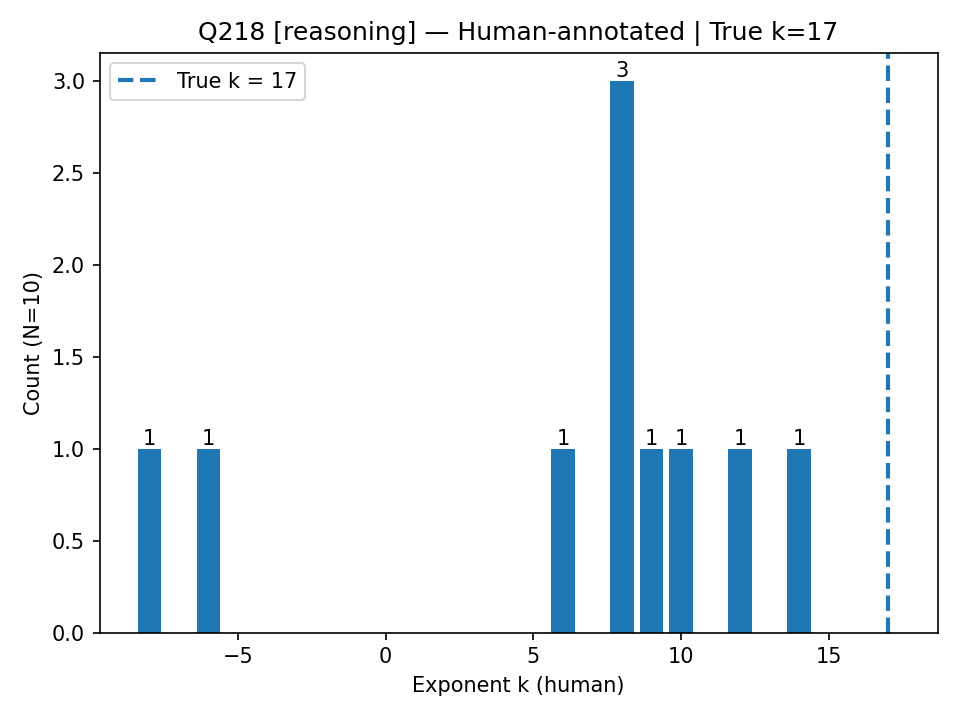 Q218 [reasoning] — Human-annotated | True k=17
True k = 17
3
1 1 1 1 1 1 1
3.0
2.5
2.0
1.5
1.0
0.5
0.0
Count (N=10)
−5 0 5 10 15
Exponent k (human)